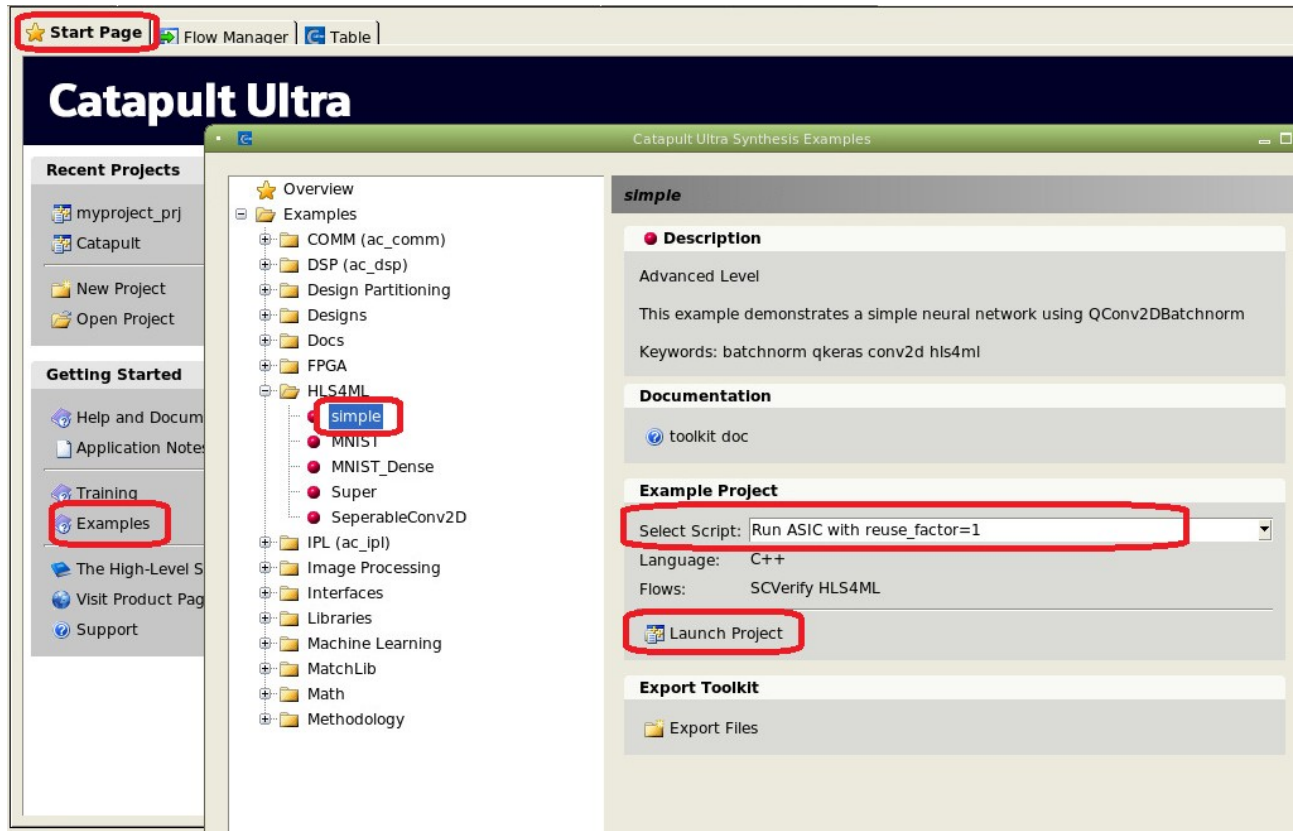 Start Page Flow Manager Table
Catapult Ultra
Catapult Ultra Synthesis Examples
Recent Projects
myproject_prj
Catapult
New Project
Open Project
Getting Started
Help and Docum
Application Note
Training
Examples
The High-Level S
Visit Product Pag
Support
Overview
Examples
COMM (ac_comm)
DSP (ac_dsp)
Design Partitioning
Designs
Docs
FPGA
HLS4ML
simple
MNIST
MNIST_Dense
Super
SeperableConv2D
IPL (ac_ipl)
Image Processing
Interfaces
Libraries
Machine Learning
MatchLib
Math
Methodology
simple
Description
Advanced Level
This example demonstrates a simple neural network using QConv2DBatchnorm
Keywords: batchnorm qkeras conv2d hls4ml
Documentation
toolkit doc
Example Project
Select Script: Run ASIC with reuse_factor=1
Language: C++
Flows: SCVerify HLS4ML
Launch Project
Export Toolkit
Export Files